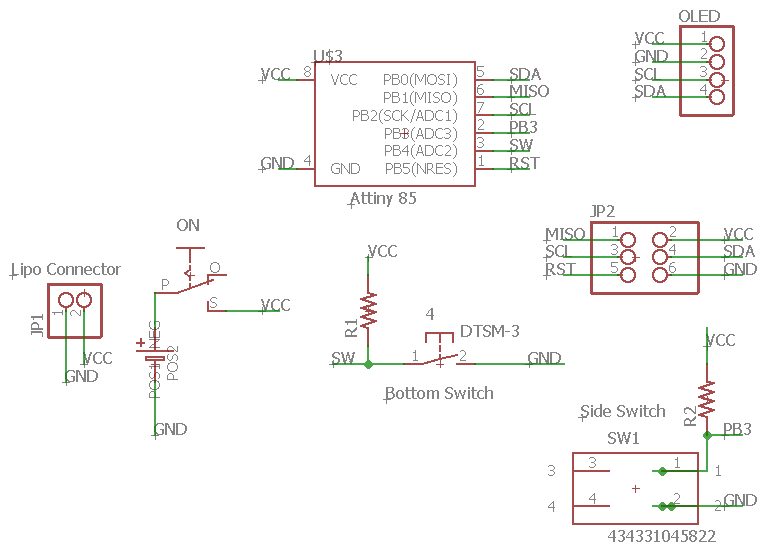 OLED
VCC 1
GND 2
SCL 3
SDA 4
U$3
VCC 8 VCC PB0(MOSI) 5 SDA
PB1(MISO) 6 MISO
PB2(SCK/ADC1) 7 SCL
PB3(ADC3) 2 PB3
PB4(ADC2) 3 SW
GND 4 GND PB5(NRES) 1 RST
Attiny 85
JP2
MISO 1 2 VCC
SCL 3 4 SDA
RST 5 6 GND
ON
P O
S VCC
Lipo Connector
JP1
1 2
VCC
GND
+
NEG
POS1
POS2
GND
VCC
R1
4
DTSM-3
SW 1 2 GND
Bottom Switch
VCC
R2
PB3
Side Switch
SW1
3 3 1 1
4 4 2 2 GND
434331045822